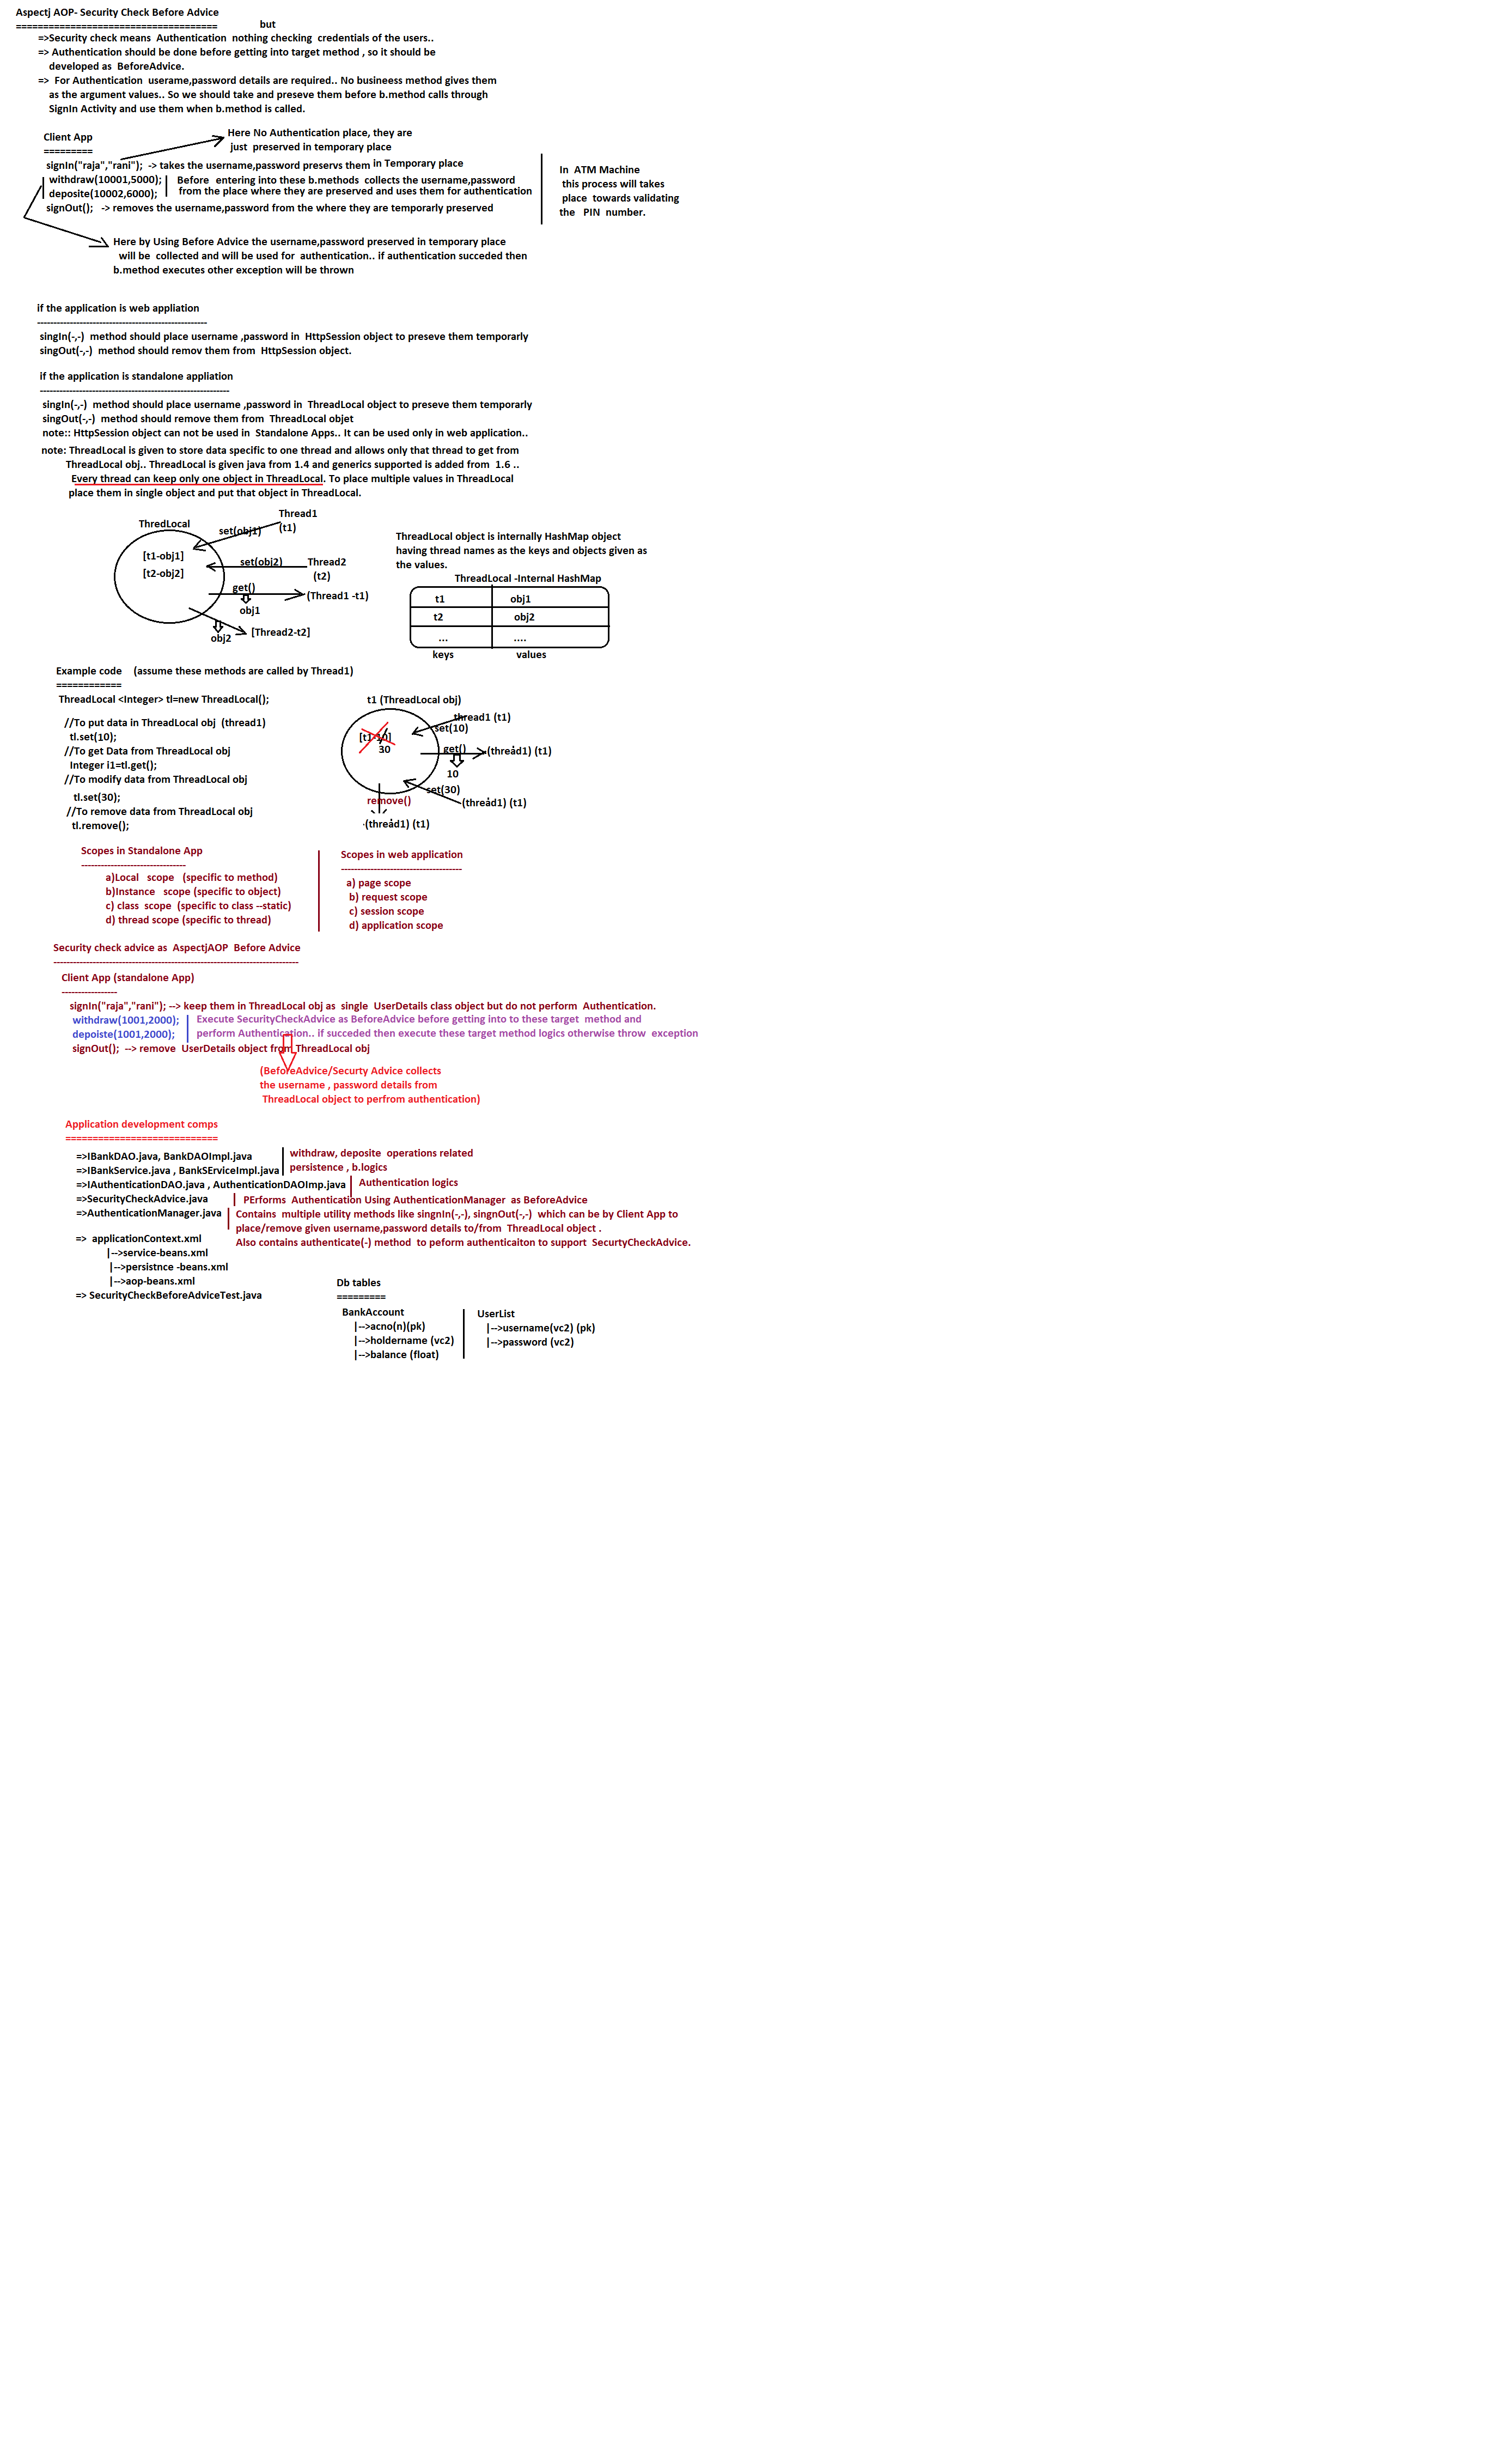 Aspectj AOP- Security Check Before Advice
=====================================
but
=>Security check means  Authentication  nothing checking  credentials of the users..
=> Authentication should be done before getting into target method , so it should be
developed as  BeforeAdvice.
=>  For Authentication  userame,password details are required.. No busineess method gives them
as the argument values.. So we should take and preseve them before b.method calls through
SignIn Activity and use them when b.method is called.
Here No Authentication place, they are
just  preserved in temporary place
Client App
=========
signIn("raja","rani");  -> takes the username,password preservs them in Temporary place
withdraw(10001,5000);
deposite(10002,6000);
Before  entering into these b.methods  collects the username,password
from the place where they are preserved and uses them for authentication
signOut();   -> removes the username,password from the where they are temporarly preserved
In  ATM Machine
this process will takes
place  towards validating
the   PIN  number.
Here by Using Before Advice the username,password preserved in temporary place
will be  collected and will be used for  authentication.. if authentication succeded then
b.method executes other exception will be thrown
if the application is web appliation
----------------------------------------------------
singIn(-,-)  method should place username ,password in  HttpSession object to preseve them temporarly
singOut(-,-)  method should remov them from  HttpSession object.
if the application is standalone appliation
----------------------------------------------------------
singIn(-,-)  method should place username ,password in  ThreadLocal object to preseve them temporarly
singOut(-,-)  method should remove them from  ThreadLocal objet
note:: HttpSession object can not be used in  Standalone Apps.. It can be used only in web application..
note: ThreadLocal is given to store data specific to one thread and allows only that thread to get from
ThreadLocal obj.. ThreadLocal is given java from 1.4 and generics supported is added from  1.6 ..
Every thread can keep only one object in ThreadLocal. To place multiple values in ThreadLocal
place them in single object and put that object in ThreadLocal.
ThredLocal
[t1-obj1]
[t2-obj2]
set(obj1)
Thread1
(t1)
set(obj2)
Thread2
(t2)
get()
obj1
(Thread1 -t1)
obj2
[Thread2-t2]
ThreadLocal object is internally HashMap object
having thread names as the keys and objects given as
the values.
ThreadLocal -Internal HashMap
t1 obj1
t2 obj2
... ....
keys values
Example code    (assume these methods are called by Thread1)
============
ThreadLocal <Integer> tl=new ThreadLocal();
//To put data in ThreadLocal obj  (thread1)
tl.set(10);
//To get Data from ThreadLocal obj
Integer i1=tl.get();
//To modify data from ThreadLocal obj
tl.set(30);
//To remove data from ThreadLocal obj
tl.remove();
t1 (ThreadLocal obj)
[t1-10]
30
thread1 (t1)
set(10)
get()
(thread1) (t1)
10
set(30)
(thread1) (t1)
remove()
(thread1) (t1)
Scopes in Standalone App
--------------------------------
a)Local   scope   (specific to method)
b)Instance   scope (specific to object)
c) class  scope  (specific to class --static)
d) thread scope (specific to thread)
Scopes in web application
-------------------------------------
a) page scope
b) request scope
c) session scope
d) application scope
Security check advice as  AspectjAOP  Before Advice
---------------------------------------------------------------------------
Client App (standalone App)
-----------------
signIn("raja","rani"); --> keep them in ThreadLocal obj as  single  UserDetails class object but do not perform  Authentication.
withdraw(1001,2000);
depoiste(1001,2000);
Execute SecurityCheckAdvice as BeforeAdvice before getting into to these target  method and
perform Authentication.. if succeded then execute these target method logics otherwise throw  exception
signOut();  --> remove  UserDetails object from ThreadLocal obj
(BeforeAdvice/Securty Advice collects
the username , password details from
ThreadLocal object to perfrom authentication)
Application development comps
============================
=>IBankDAO.java, BankDAOImpl.java
=>IBankService.java , BankSErviceImpl.java
withdraw, deposite  operations related
persistence , b.logics
=>IAuthenticationDAO.java , AuthenticationDAOImp.java
Authentication logics
=>SecurityCheckAdvice.java
PErforms  Authentication Using AuthenticationManager  as BeforeAdvice
=>AuthenticationManager.java
Contains  multiple utility methods like singnIn(-,-), singnOut(-,-)  which can be by Client App to
place/remove given username,password details to/from  ThreadLocal object .
Also contains authenticate(-) method  to peform authenticaiton to support  SecurtyCheckAdvice.
=>  applicationContext.xml
|-->service-beans.xml
|-->persistnce -beans.xml
|-->aop-beans.xml
=> SecurityCheckBeforeAdviceTest.java
Db tables
=========
BankAccount
|-->acno(n)(pk)
|-->holdername (vc2)
|-->balance (float)
UserList
|-->username(vc2) (pk)
|-->password (vc2)